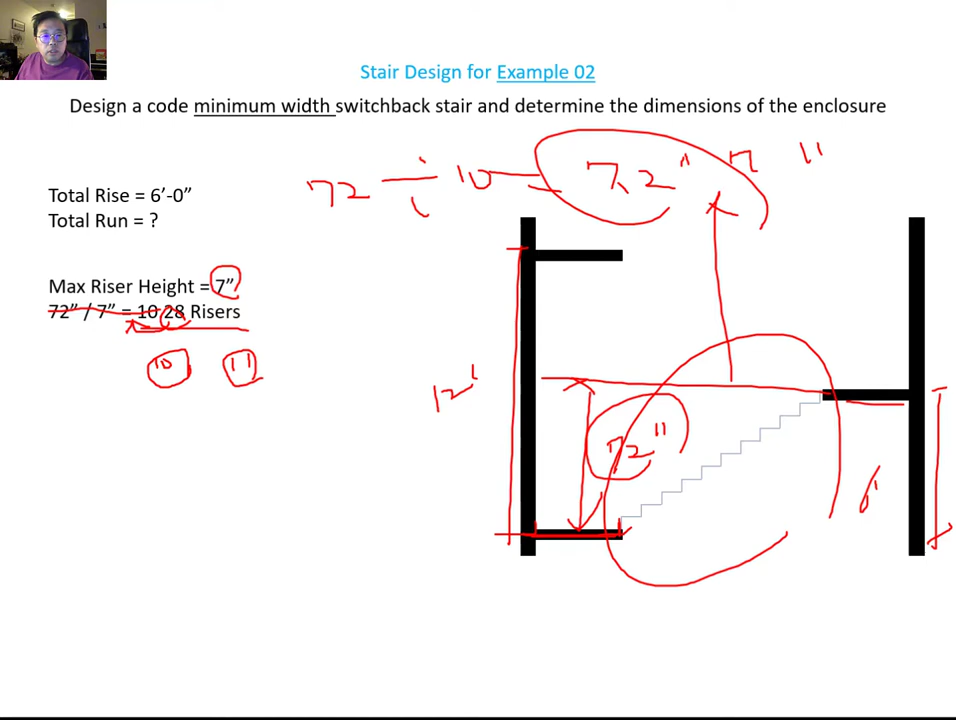 Stair Design for Example 02
Design a code minimum width switchback stair and determine the dimensions of the enclosure
72 ÷ 10 = 7.2" 7 "
Total Rise = 6'-0"
Total Run = ?
Max Riser Height = 7"
72" / 7" = 10.28 Risers
10 11
12'
72"
6'